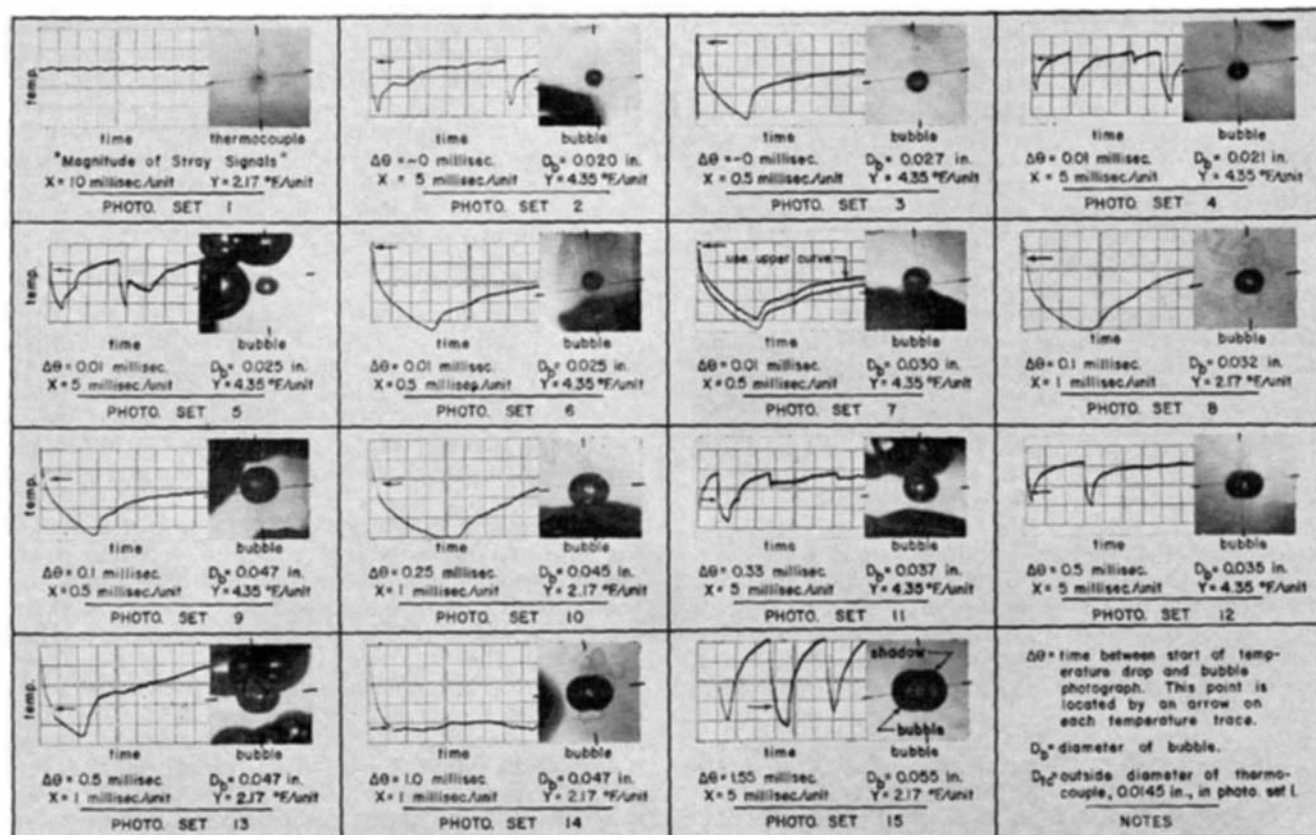 temp.
time thermocouple
"Magnitude of Stray Signals"
X = 10 millisec./unit Y = 2.17 °F/unit
PHOTO. SET 1
time bubble
Δθ = ~0 millisec. D_b = 0.020 in.
X = 5 millisec/unit Y = 4.35 °F/unit
PHOTO. SET 2
time bubble
Δθ = ~0 millisec. D_b = 0.027 in.
X = 0.5 millisec/unit Y = 4.35 °F/unit
PHOTO. SET 3
time bubble
Δθ = 0.01 millisec. D_b = 0.021 in.
X = 5 millisec/unit Y = 4.35 °F/unit
PHOTO. SET 4
temp.
time bubble
Δθ = 0.01 millisec. D_b = 0.025 in.
X = 5 millisec/unit Y = 4.35 °F/unit
PHOTO. SET 5
time bubble
Δθ = 0.01 millisec. D_b = 0.025 in.
X = 0.5 millisec/unit Y = 4.35 °F/unit
PHOTO. SET 6
use upper curve
time bubble
Δθ = 0.01 millisec. D_b = 0.030 in.
X = 0.5 millisec/unit Y = 4.35 °F/unit
PHOTO. SET 7
time bubble
Δθ = 0.1 millisec. D_b = 0.032 in.
X = 1 millisec/unit Y = 2.17 °F/unit
PHOTO. SET 8
temp.
time bubble
Δθ = 0.1 millisec. D_b = 0.047 in.
X = 0.5 millisec/unit Y = 4.35 °F/unit
PHOTO. SET 9
time bubble
Δθ = 0.25 millisec. D_b = 0.045 in.
X = 1 millisec/unit Y = 2.17 °F/unit
PHOTO. SET 10
time bubble
Δθ = 0.33 millisec. D_b = 0.037 in.
X = 5 millisec/unit Y = 4.35 °F/unit
PHOTO. SET 11
time bubble
Δθ = 0.5 millisec. D_b = 0.035 in.
X = 5 millisec/unit Y = 4.35 °F/unit
PHOTO. SET 12
temp.
time bubble
Δθ = 0.5 millisec. D_b = 0.047 in.
X = 1 millisec/unit Y = 2.17 °F/unit
PHOTO. SET 13
time bubble
Δθ = 1.0 millisec. D_b = 0.047 in.
X = 1 millisec/unit Y = 2.17 °F/unit
PHOTO. SET 14
shadow
bubble
time bubble
Δθ = 1.55 millisec. D_b = 0.055 in.
X = 5 millisec/unit Y = 2.17 °F/unit
PHOTO. SET 15
Δθ = time between start of temp-
erature drop and bubble
photograph. This point is
located by an arrow on
each temperature trace.
D_b = diameter of bubble.
D_tc = outside diameter of thermo-
couple, 0.0145 in., in photo. set 1.
NOTES